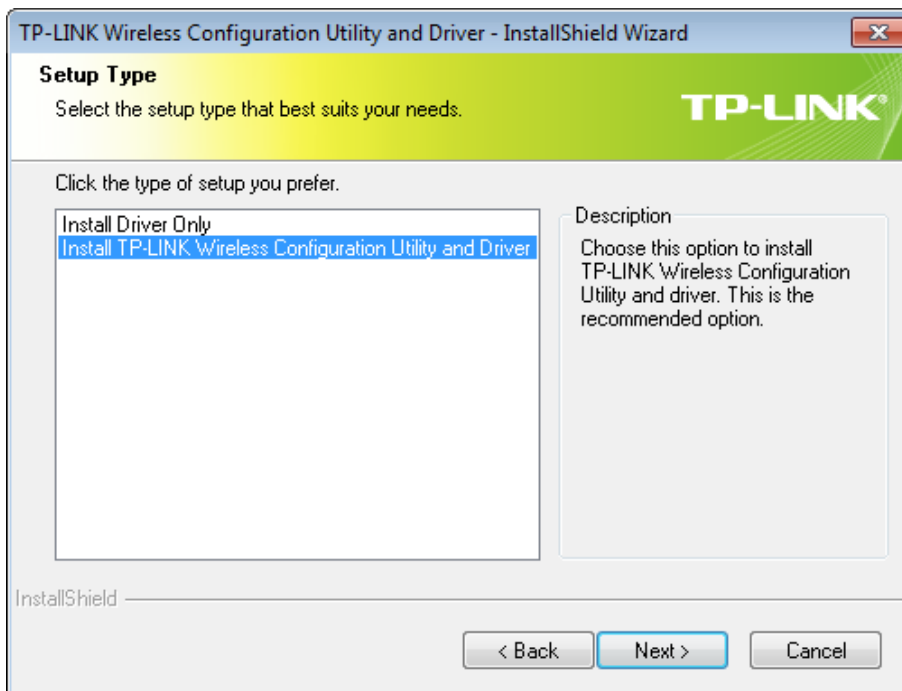 TP-LINK Wireless Configuration Utility and Driver - InstallShield Wizard
Setup Type
Select the setup type that best suits your needs.
TP-LINK®
Click the type of setup you prefer.
Install Driver Only
Install TP-LINK Wireless Configuration Utility and Driver
Description
Choose this option to install
TP-LINK Wireless Configuration
Utility and driver. This is the
recommended option.
InstallShield
< Back
Next >
Cancel